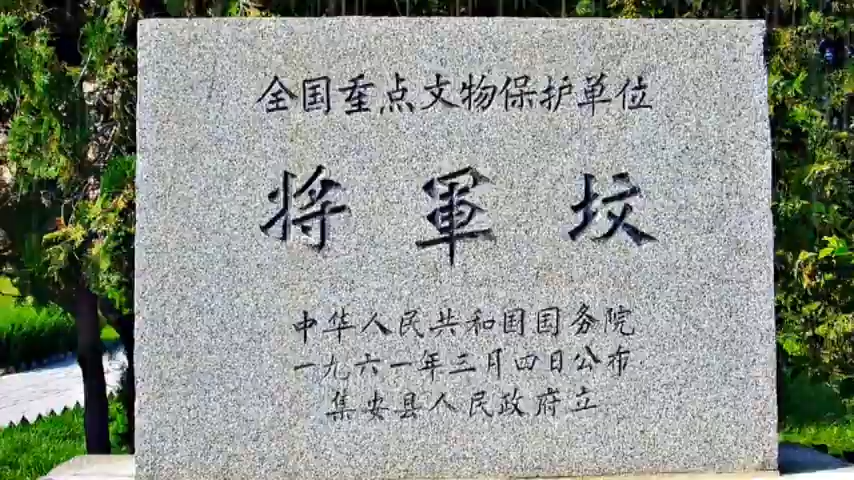 全国重点文物保护单位
将軍坟
中华人民共和国国务院
一九六一年三月四日公布
集安县人民政府立